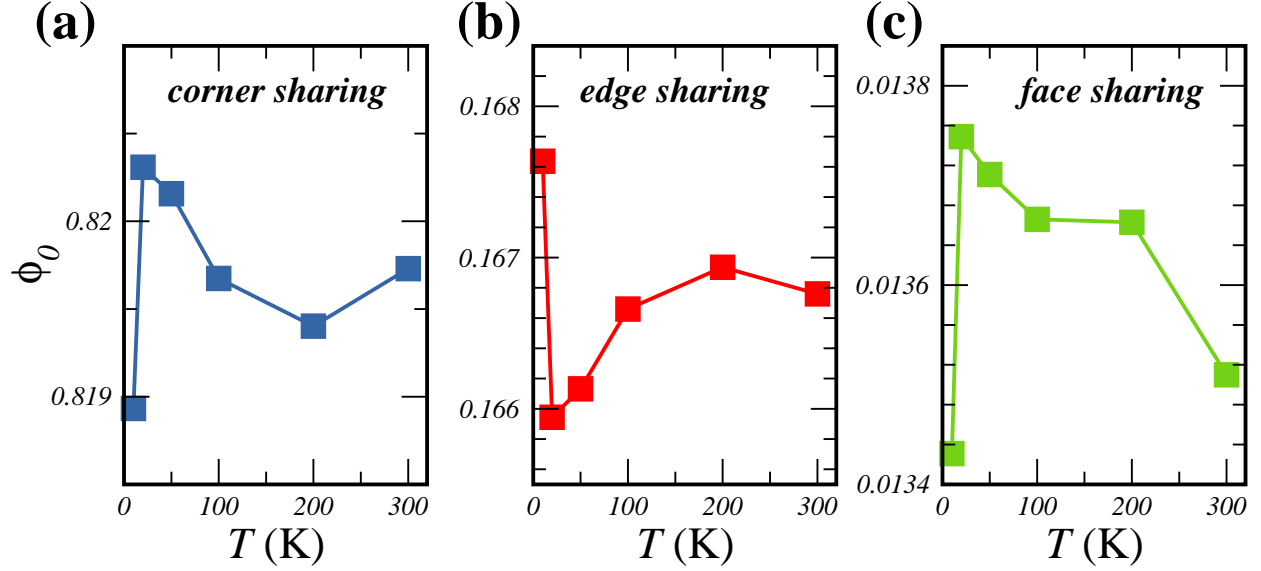 (a)
corner sharing
0.82
0.819
ϕ0
0 100 200 300
T (K)
(b)
edge sharing
0.168
0.167
0.166
0 100 200 300
T (K)
(c)
face sharing
0.0138
0.0136
0.0134
0 100 200 300
T (K)